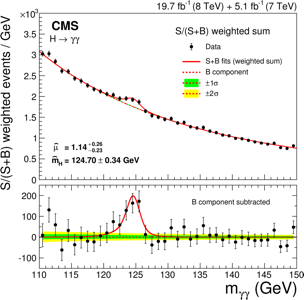 19.7 fb⁻¹ (8 TeV) + 5.1 fb⁻¹ (7 TeV)
×10³
S/(S+B) weighted events / GeV
3.5
3
2.5
2
1.5
1
0.5
0
CMS
H → γγ
S/(S+B) weighted sum
Data
S+B fits (weighted sum)
B component
±1σ
±2σ
μ̂ = 1.14 +0.26 −0.23
m̂H = 124.70 ± 0.34 GeV
200
100
0
-100
B component subtracted
110 115 120 125 130 135 140 145 150
mγγ (GeV)